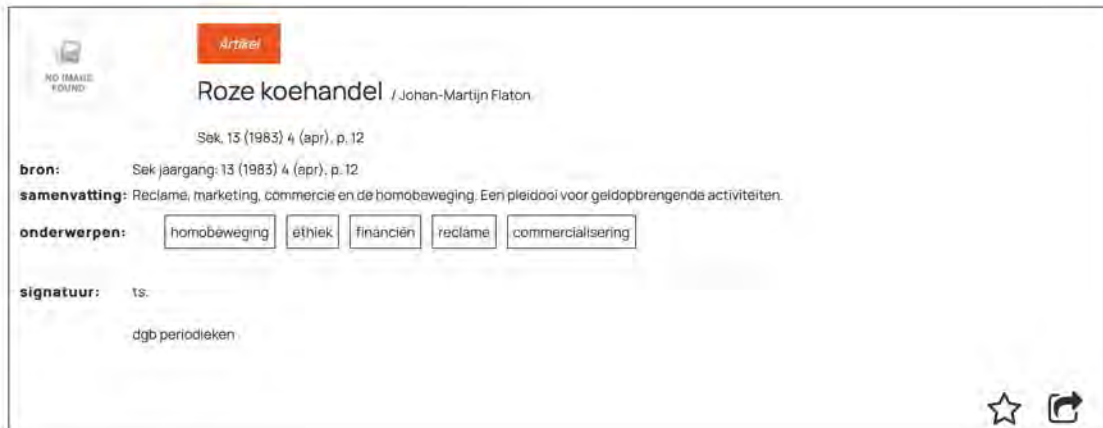 Artikel
NO IMAGE
FOUND
Roze koehandel / Johan-Martijn Flaton.
Sek, 13 (1983) 4 (apr), p. 12
bron: Sek jaargang: 13 (1983) 4 (apr), p. 12
samenvatting: Reclame, marketing, commercie en de homobeweging. Een pleidooi voor geldopbrengende activiteiten.
onderwerpen: homobeweging ethiek financiën reclame commercialisering
signatuur: ts.
dgb periodieken